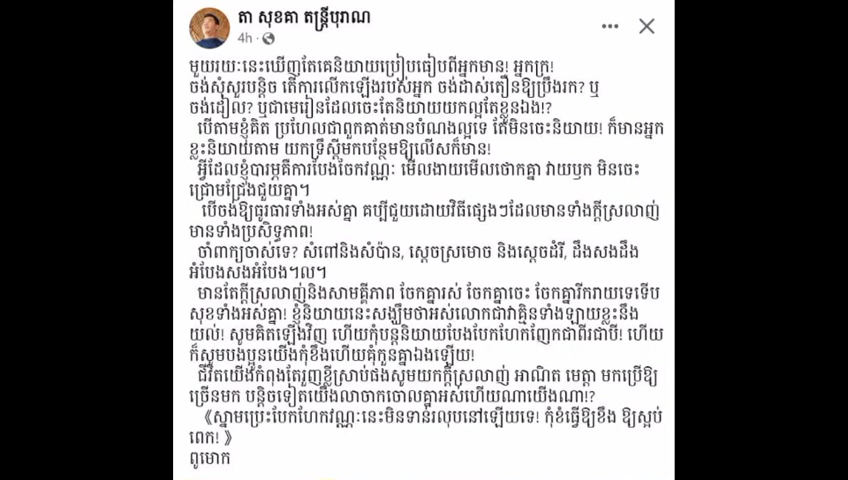 តា សុខគា តន្ត្រីបុរាណ
4h ·
មួយរយៈនេះឃើញតែគេនិយាយប្រៀបធៀបពីអ្នកមាន! អ្នកក្រ!
ចង់សុំសួរបន្តិច តើការលើកឡើងរបស់អ្នក ចង់ដាស់តឿនឱ្យប្រឹងរក? ឬ
ចង់ដៀល? ឬជាមេរៀនដែលចេះតែនិយាយយកល្អតែខ្លួនឯង!?
បើតាមខ្ញុំគិត ប្រហែលជាពួកគាត់មានបំណងល្អទេ តែមិនចេះនិយាយ! ក៏មានអ្នក
ខ្លះនិយាយតាម យកទ្រឹស្តីមកបន្ថែមឱ្យលើសក៏មាន!
អ្វីដែលខ្ញុំបារម្ភគឺការបែងចែកវណ្ណៈ មើលងាយមើលថោកគ្នា វាយឫក មិនចេះ
ជ្រោមជ្រែងជួយគ្នា។
បើចង់ឱ្យធូរធារទាំងអស់គ្នា គប្បីជួយដោយវិធីផ្សេងៗដែលមានទាំងក្តីស្រលាញ់
មានទាំងប្រសិទ្ធភាព!
ចាំពាក្យចាស់ទេ? សំពៅនិងសំប៉ាន, ស្តេចស្រមោច និងស្តេចដំរី, ដឹងសងដឹង
អំបែងសងអំបែង។ល។
មានតែក្តីស្រលាញ់និងសាមគ្គីភាព ចែកគ្នារស់ ចែកគ្នាចេះ ចែកគ្នារីករាយទេទើប
សុខទាំងអស់គ្នា! ខ្ញុំនិយាយនេះសង្ឃឹមថាអស់លោកជាវាគ្មិនទាំងឡាយខ្លះនឹង
យល់! សូមគិតឡើងវិញ ហើយកុំបន្តនិយាយបែងបែកហែកញែកជាពីរជាបី! ហើយ
ក៏សូមបងប្អូនយើងកុំខឹងហើយគុំកួនគ្នាឯងឡើយ!
ជីវិតយើងកំពុងតែរួញខ្លីស្រាប់ផងសូមយកក្តីស្រលាញ់ អាណិត មេត្តា មកប្រើឱ្យ
ច្រើនមក បន្តិចទៀតយើងលាចាកចោលគ្នាអស់ហើយណាយើងណា!?
《ស្នាមប្រេះបែកហែកវណ្ណៈនេះមិនទាន់រលុបនៅឡើយទេ! កុំខំធ្វើឱ្យខឹង ឱ្យស្អប់
ពេក! 》
ពូមោក